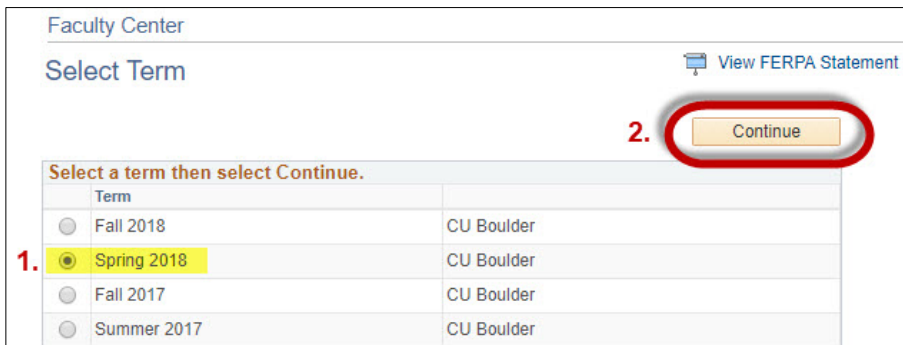 Faculty Center
Select Term
View FERPA Statement
2. Continue
Select a term then select Continue.
Term
Fall 2018 CU Boulder
1. Spring 2018 CU Boulder
Fall 2017 CU Boulder
Summer 2017 CU Boulder